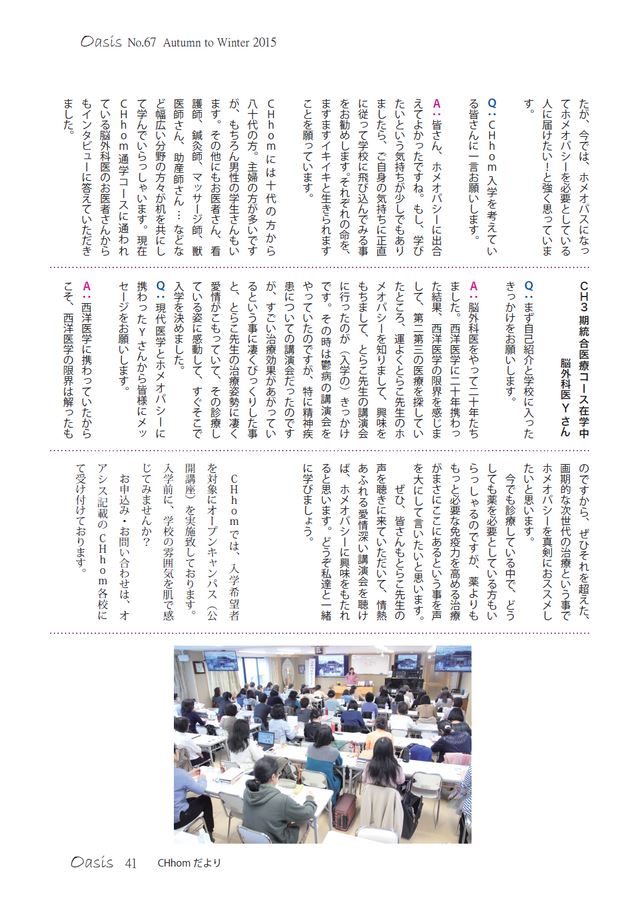 Oasis No.67 Autumn to Winter 2015
たが、今では、ホメオパスになっ
てホメオパシーを必要としている
人に届けたい！と強く思っていま
す。
Q：CHhom入学を考えてい
る皆さんに一言お願いします。
A：皆さん、ホメオパシーに出合
えてよかったですね。もし、学び
たいという気持ちが少しでもあり
ましたら、ご自身の気持ちに正直
に従って学校に飛び込んでみる事
をお勧めします。それぞれの命を、
ますますイキイキと生きられます
ことを願っています。
CHhomには十代の方から
八十代の方。主婦の方が多いです
が、もちろん男性の学生さんもい
ます。その他にもお医者さん、看
護師、鍼灸師、マッサージ師、獣
医師さん、助産師さん…などな
ど幅広い分野の方々が机を共にし
て学んでいらっしゃいます。現在
CHhom通学コースに通われ
ている脳外科医のお医者さんから
もインタビューに答えていただき
ました。
CH3期統合医療コース在学中
脳外科医 Yさん
Q：まず自己紹介と学校に入った
きっかけをお願いします。
A：脳外科医をやって二十年たち
ました。西洋医学に二十年携わっ
た結果、西洋医学の限界を感じま
して、第二第三の医療を探してい
たところ、運よくとらこ先生のホ
メオパシーを知りまして、興味を
もちまして、とらこ先生の講演会
に行ったのが（入学の）きっかけ
です。その時は鬱病の講演会を
やっていたのですが、特に精神疾
患についての講演会だったのです
が、すごい治療効果があがってい
るという事に凄くびっくりした事
と、とらこ先生の治療姿勢に凄く
愛情がこもっていて、その診療し
ている姿に感動して、すぐそこで
入学を決めました。
Q：現代医学とホメオパシーに
携わったYさんから皆様にメッ
セージをお願いします。
A：西洋医学に携わっていたから
こそ、西洋医学の限界は解ったも
のですから、ぜひそれを超えた、
画期的な次世代の治療という事で
ホメオパシーを真剣におススメし
たいと思います。
今でも診療している中で、どう
しても薬を必要としている方もい
らっしゃるのですが、薬よりも
もっと必要な免疫力を高める治療
がまさにここにあるという事を声
を大にして言いたいと思います。
ぜひ、皆さんもとらこ先生の
声を聴きに来ていただいて、情熱
あふれる愛情深い講演会を聴け
ば、ホメオパシーに興味をもたれ
ると思います。どうぞ私達と一緒
に学びましょう。
CHhomでは、入学希望者
を対象にオープンキャンパス（公
開講座）を実施致しております。
入学前に、学校の雰囲気を肌で感
じてみませんか？
お申込み・お問い合わせは、オ
アシス記載のCHhom各校に
て受け付けております。
Oasis 41 CHhomだより